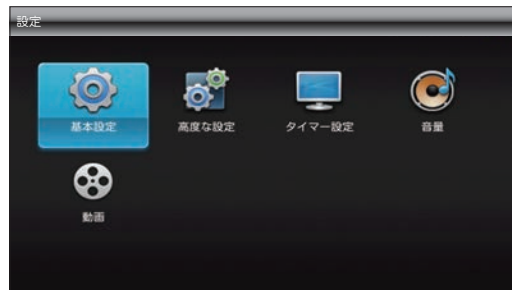 設定
基本設定
高度な設定
タイマー設定
音量
動画